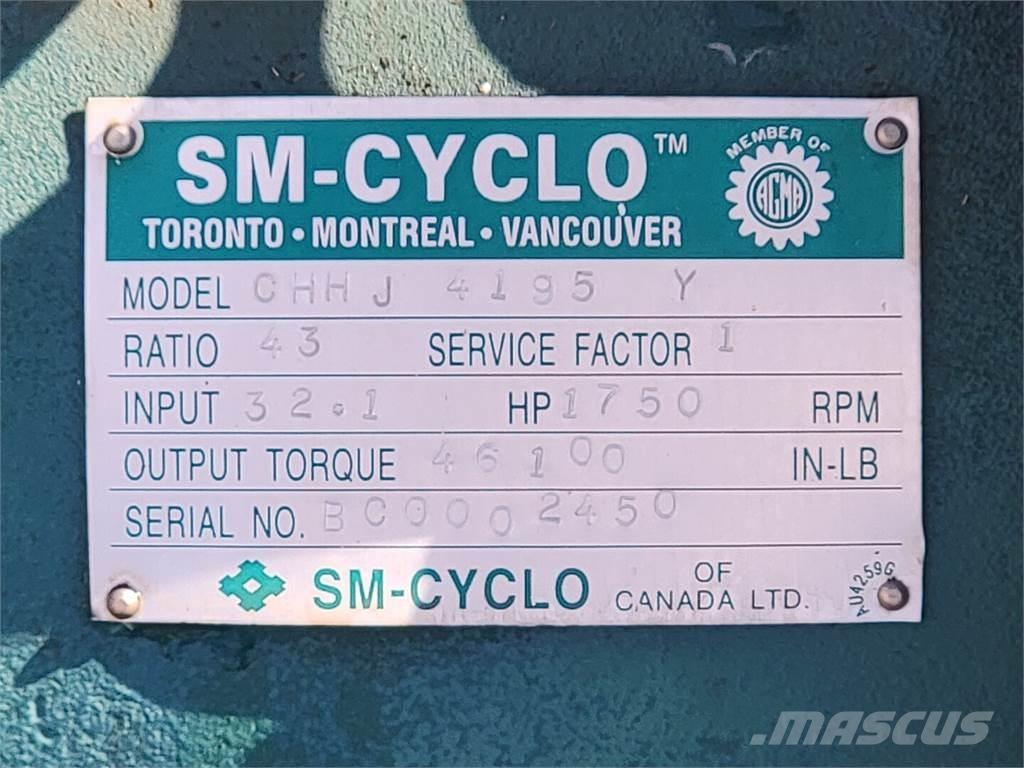 SM-CYCLO™
MEMBER OF
AGMA
TORONTO • MONTREAL • VANCOUVER
MODEL CHHJ 4195 Y
RATIO 43 SERVICE FACTOR 1
INPUT 32.1 HP 1750 RPM
OUTPUT TORQUE 46100 IN-LB
SERIAL NO. BC0002450
SM-CYCLO OF CANADA LTD.
AU4259G
MASCUS